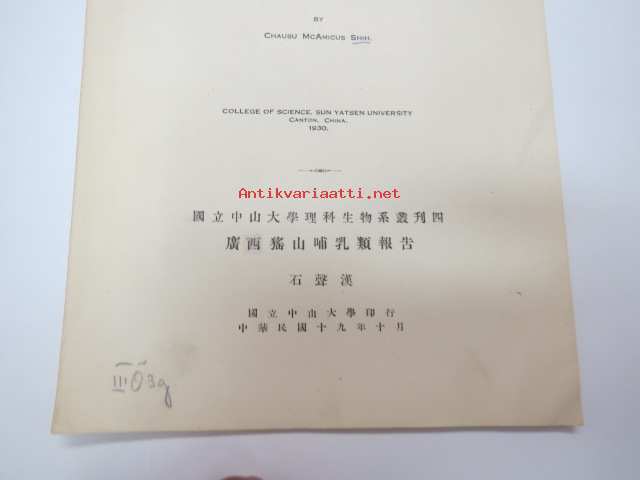 BY
CHAUSU MCAMICUS SHIH.
COLLEGE OF SCIENCE, SUN YATSEN UNIVERSITY
CANTON, CHINA.
1930.
Antikvariaatti.net
國立中山大學理科生物系叢刊四
廣西猺山哺乳類報告
石聲漢
國立中山大學印行
中華民國十九年十月
III Θ 3g